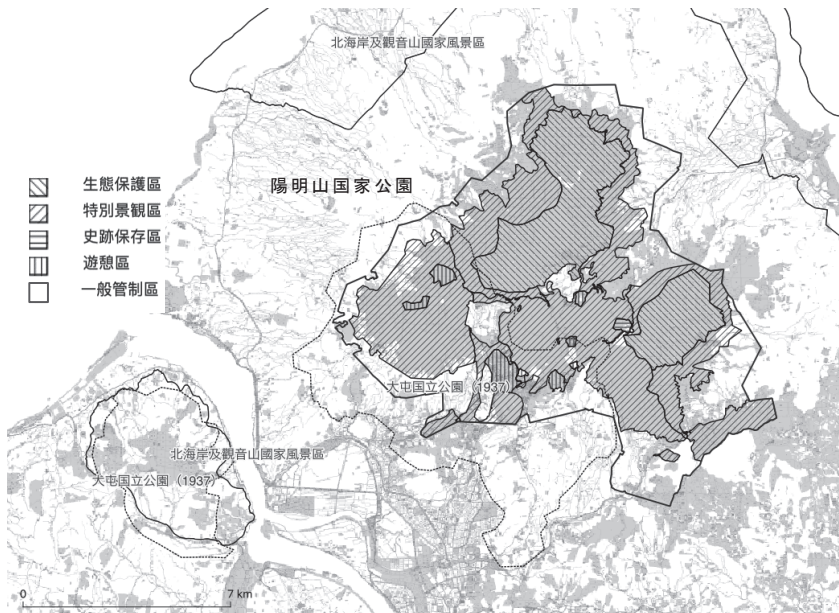 北海岸及觀音山國家風景區
陽明山国家公園
生態保護區
特別景観區
史跡保存區
遊憩區
一般管制區
大屯国立公園（1937）
北海岸及觀音山國家風景區
大屯国立公園（1937）
0
7 km